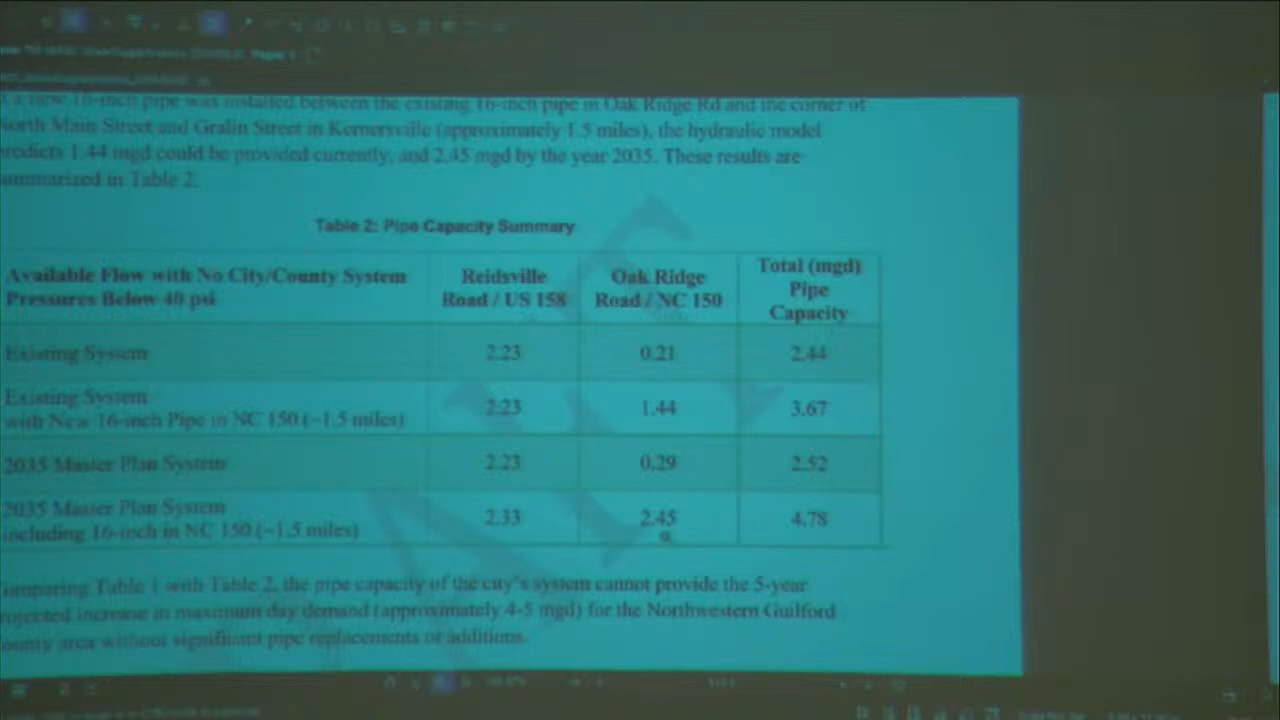 a new 16-inch pipe was installed between the existing 16-inch pipe in Oak Ridge Rd and the corner of
North Main Street and Gralin Street in Kernersville (approximately 1.5 miles), the hydraulic model
redicts 1.44 mgd could be provided currently, and 2.45 mgd by the year 2035. These results are
ummarized in Table 2.
Table 2: Pipe Capacity Summary
Available Flow with No City/County System Pressures Below 40 psi
Reidsville Road / US 158
Oak Ridge Road / NC 150
Total (mgd) Pipe Capacity
Existing System 2.23 0.21 2.44
Existing System with New 16-inch Pipe in NC 150 (~1.5 miles) 2.23 1.44 3.67
2035 Master Plan System 2.23 0.29 2.52
2035 Master Plan System including 16-inch in NC 150 (~1.5 miles) 2.33 2.45 4.78
omparing Table 1 with Table 2, the pipe capacity of the city's system cannot provide the 5-year
rojected increase in maximum day demand (approximately 4-5 mgd) for the Northwestern Guilford
ounty area without significant pipe replacements or additions.